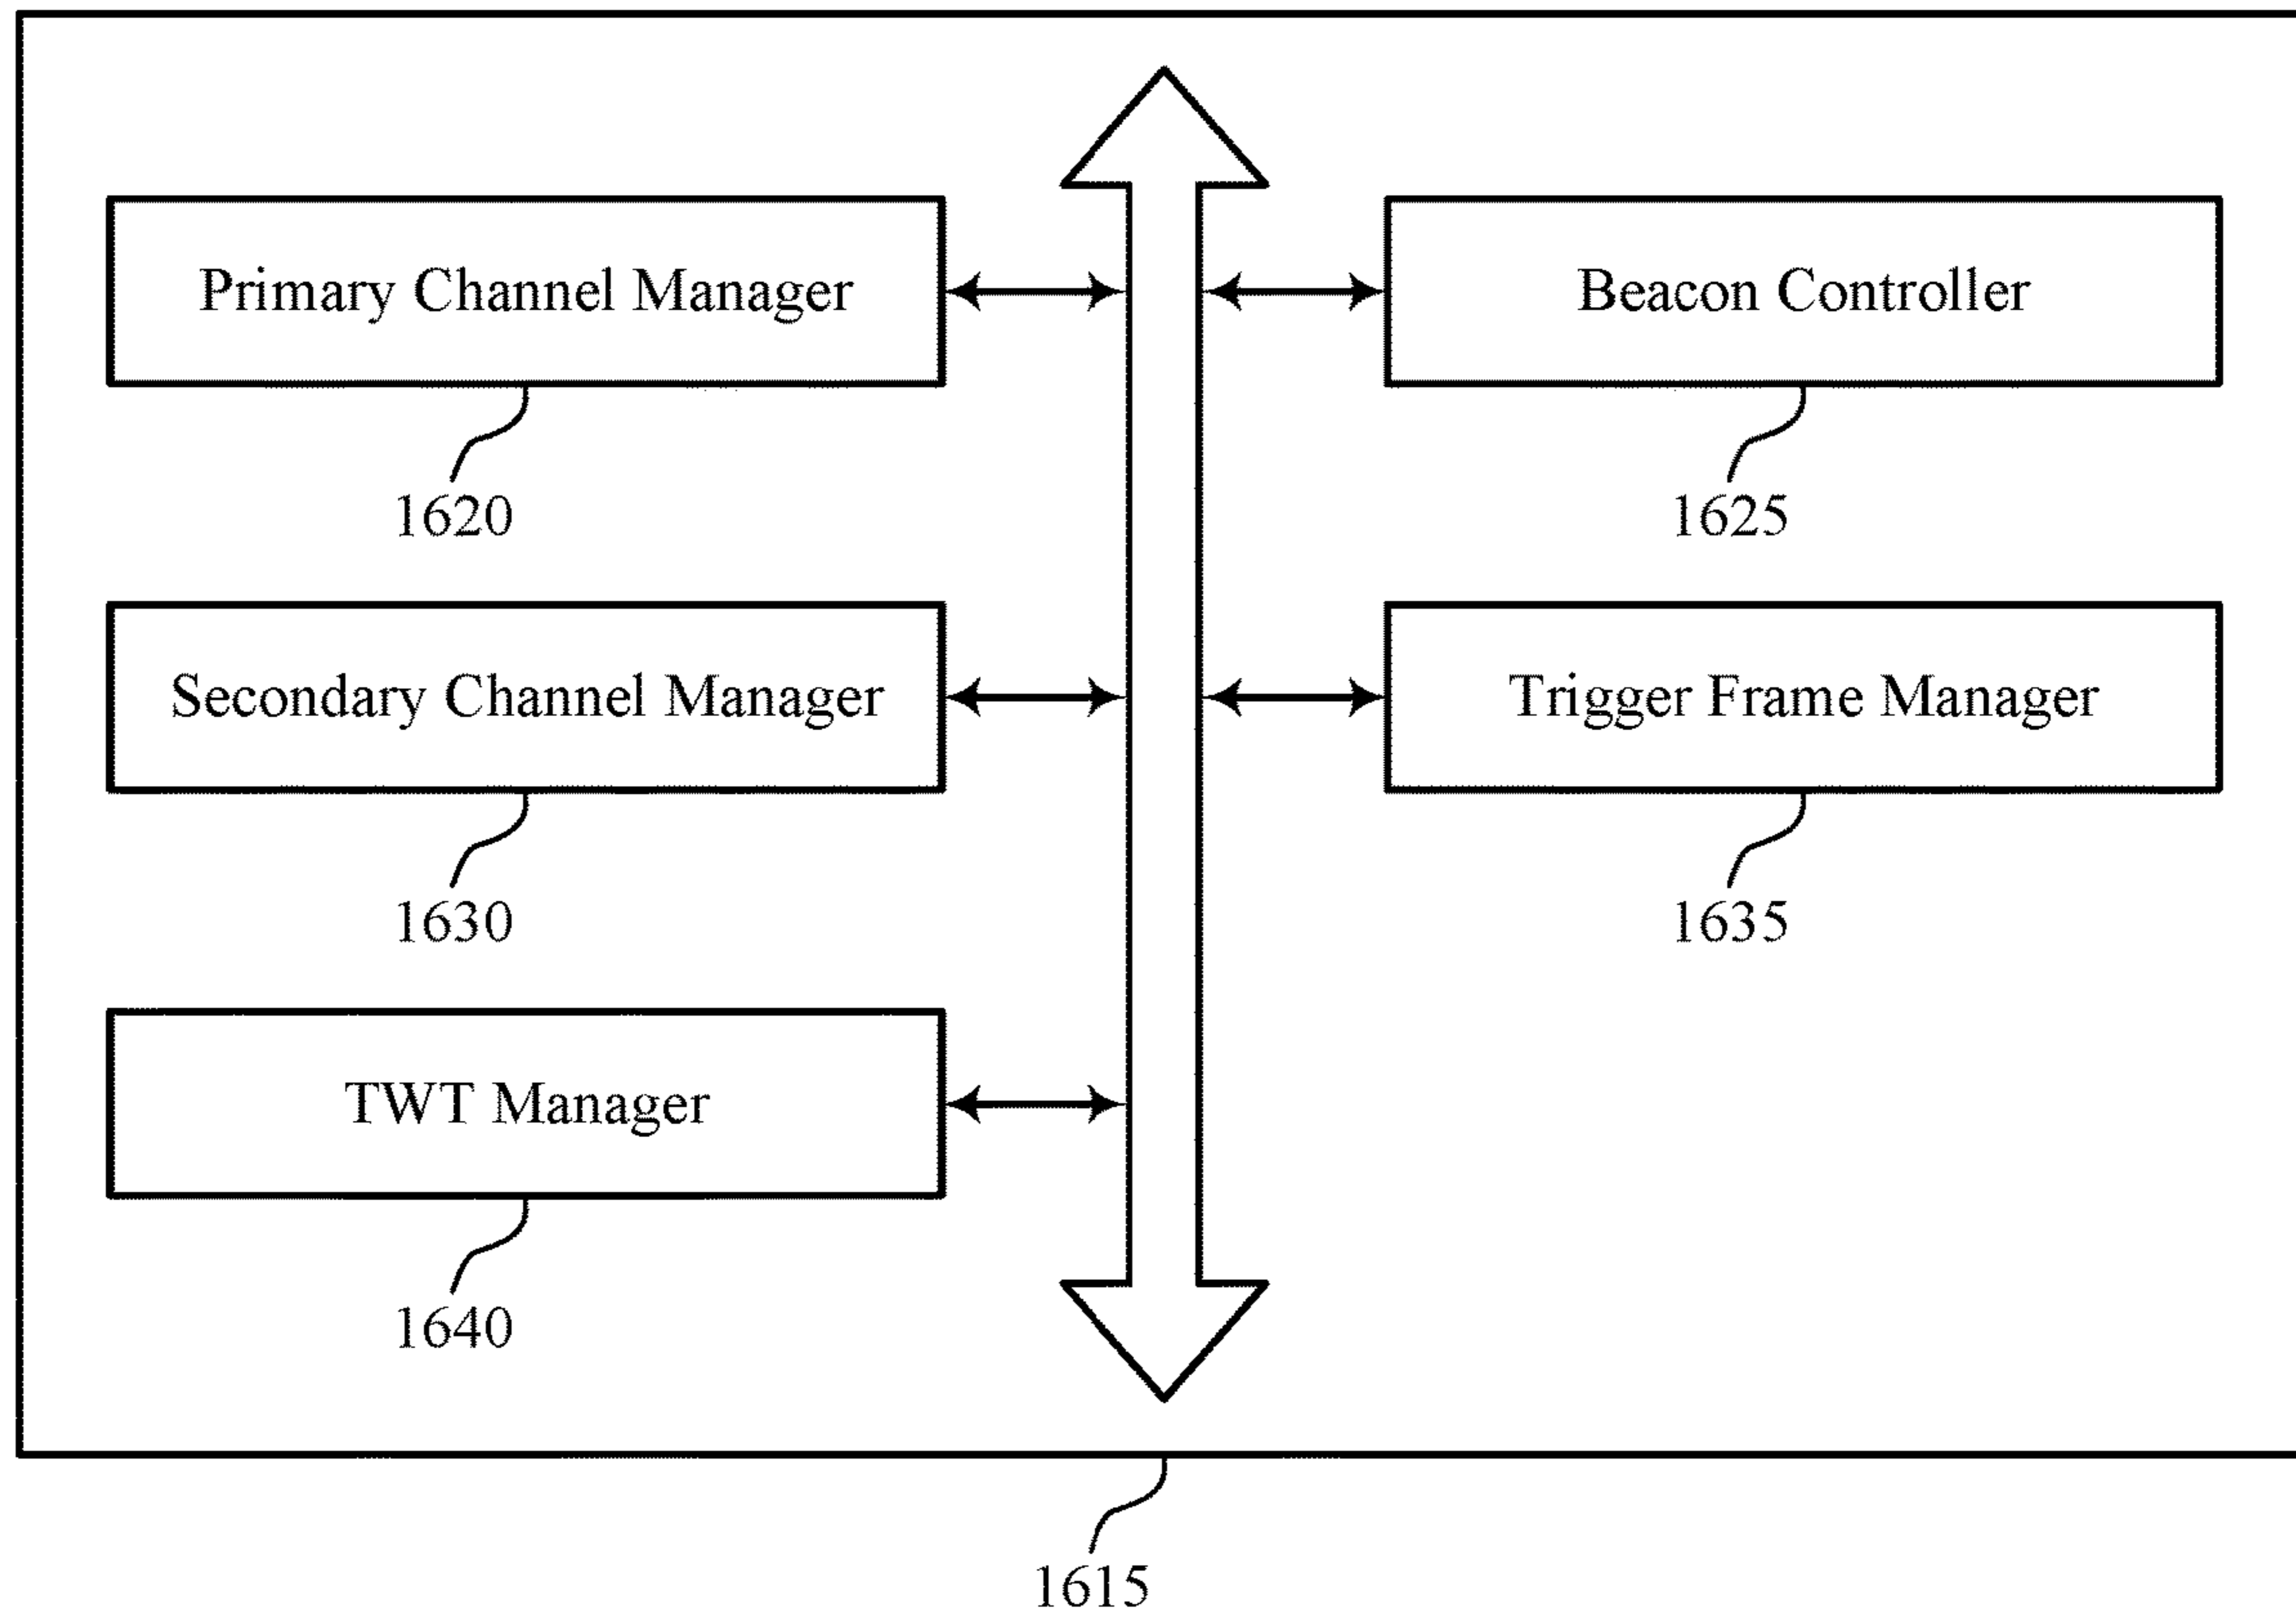 Primary Channel Manager
Beacon Controller
1620
1625
Secondary Channel Manager
Trigger Frame Manager
1630
1635
TWT Manager
1640
1615